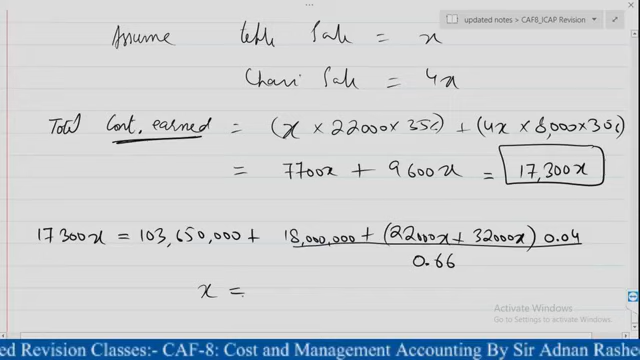 updated notes > CAF8_ICAP Revision
Assume table Sale = x
Chair Sale = 4x
Total Cont. earned = (x × 22000 × 35%) + (4x × 8,000 × 30%)
= 7700x + 9600x = 17,300x
17300x = 103,650,000 + 18,000,000 + (22000x + 32000x) 0.04
0.66
x =
Activate Windows
Go to Settings to activate Windows.
ed Revision Classes:- CAF-8: Cost and Management Accounting By Sir Adnan Rashe